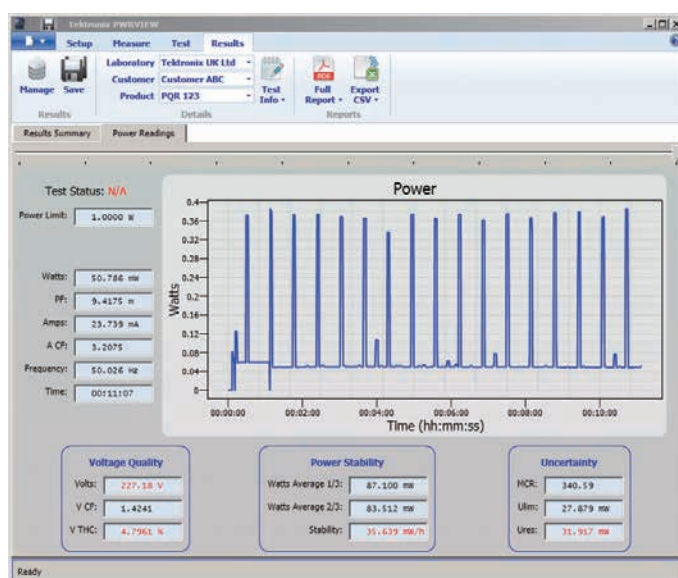 Tektronix PWRVIEW
Setup Measure Test Results
Laboratory Tektronix UK Ltd
Customer Customer ABC
Product PQR 123
Manage Save
Test Info
Full Report
Export CSV
Results Details Reports
Results Summary Power Readings
Test Status: N/A
Power Limit: 1.0000 W
Watts: 50.786 mW
PF: 9.4175 m
Amps: 23.739 mA
A CF: 3.2075
Frequency: 50.026 Hz
Time: 00:11:07
Power
Watts
0.4
0.36
0.32
0.28
0.24
0.2
0.16
0.12
0.08
0.04
0
00:00:00 00:02:00 00:04:00 00:06:00 00:08:00 00:10:00
Time (hh:mm:ss)
Voltage Quality
Volts: 227.18 V
V CF: 1.4241
V THC: 4.7961 %
Power Stability
Watts Average 1/3: 87.100 mW
Watts Average 2/3: 83.512 mW
Stability: 35.639 mW/h
Uncertainty
MCR: 340.59
Ulim: 27.879 mW
Ures: 31.917 mW
Ready